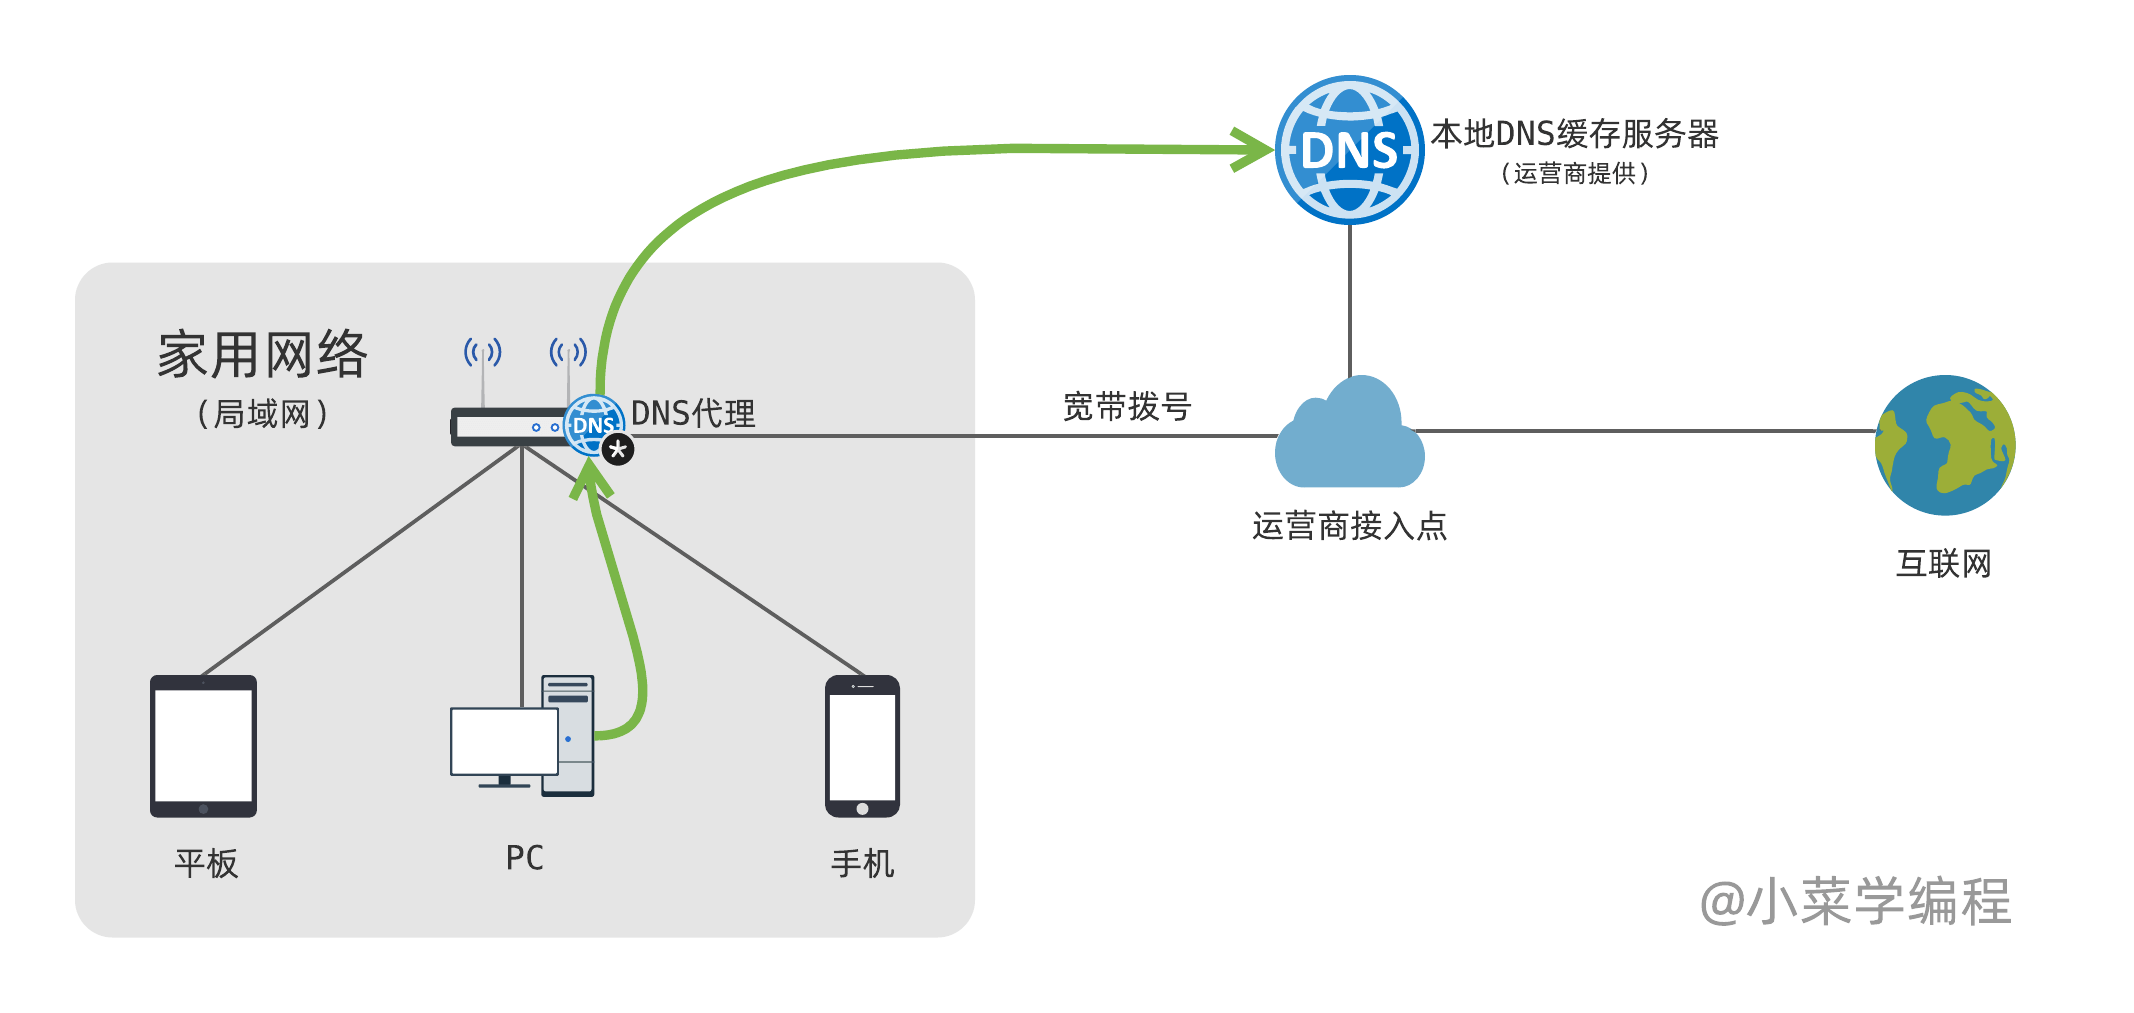 DNS
本地DNS缓存服务器
(运营商提供)
家用网络
(局域网)
DNS
*
DNS代理
宽带拨号
运营商接入点
互联网
平板
PC
手机
@小菜学编程